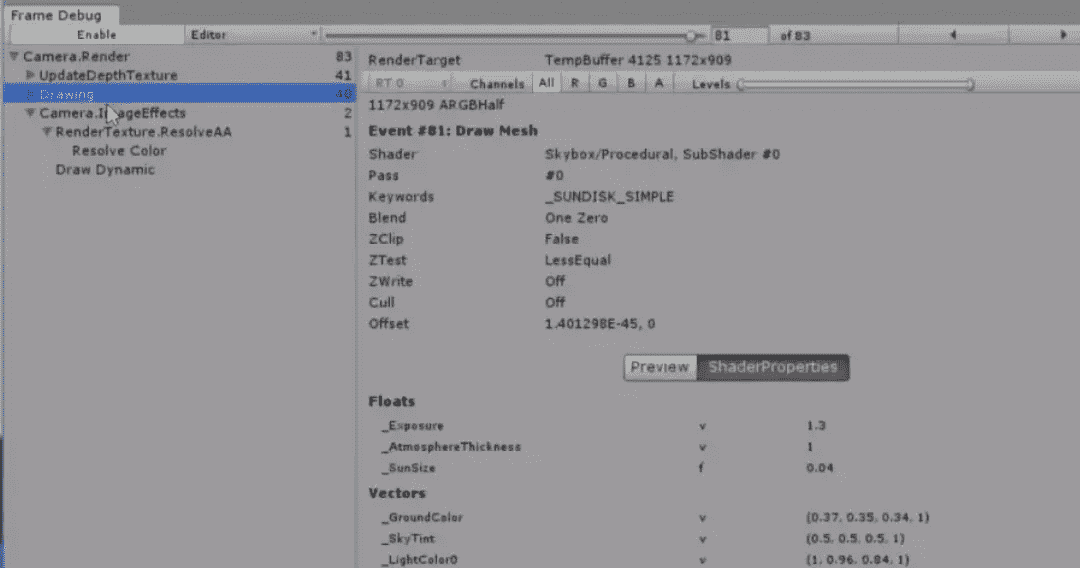 Frame Debug
Enable Editor 81 of 83
Camera.Render 83
UpdateDepthTexture 41
Drawing 40
Camera.ImageEffects 2
RenderTexture.ResolveAA 1
Resolve Color
Draw Dynamic
RenderTarget TempBuffer 4125 1172x909
RT 0 Channels All R G B A Levels
1172x909 ARGBHalf
Event #81: Draw Mesh
Shader Skybox/Procedural, SubShader #0
Pass #0
Keywords _SUNDISK_SIMPLE
Blend One Zero
ZClip False
ZTest LessEqual
ZWrite Off
Cull Off
Offset 1.401298E-45, 0
Preview ShaderProperties
Floats
_Exposure v 1.3
_AtmosphereThickness v 1
_SunSize f 0.04
Vectors
_GroundColor v (0.37, 0.35, 0.34, 1)
_SkyTint v (0.5, 0.5, 0.5, 1)
_LightColor0 v (1, 0.96, 0.84, 1)